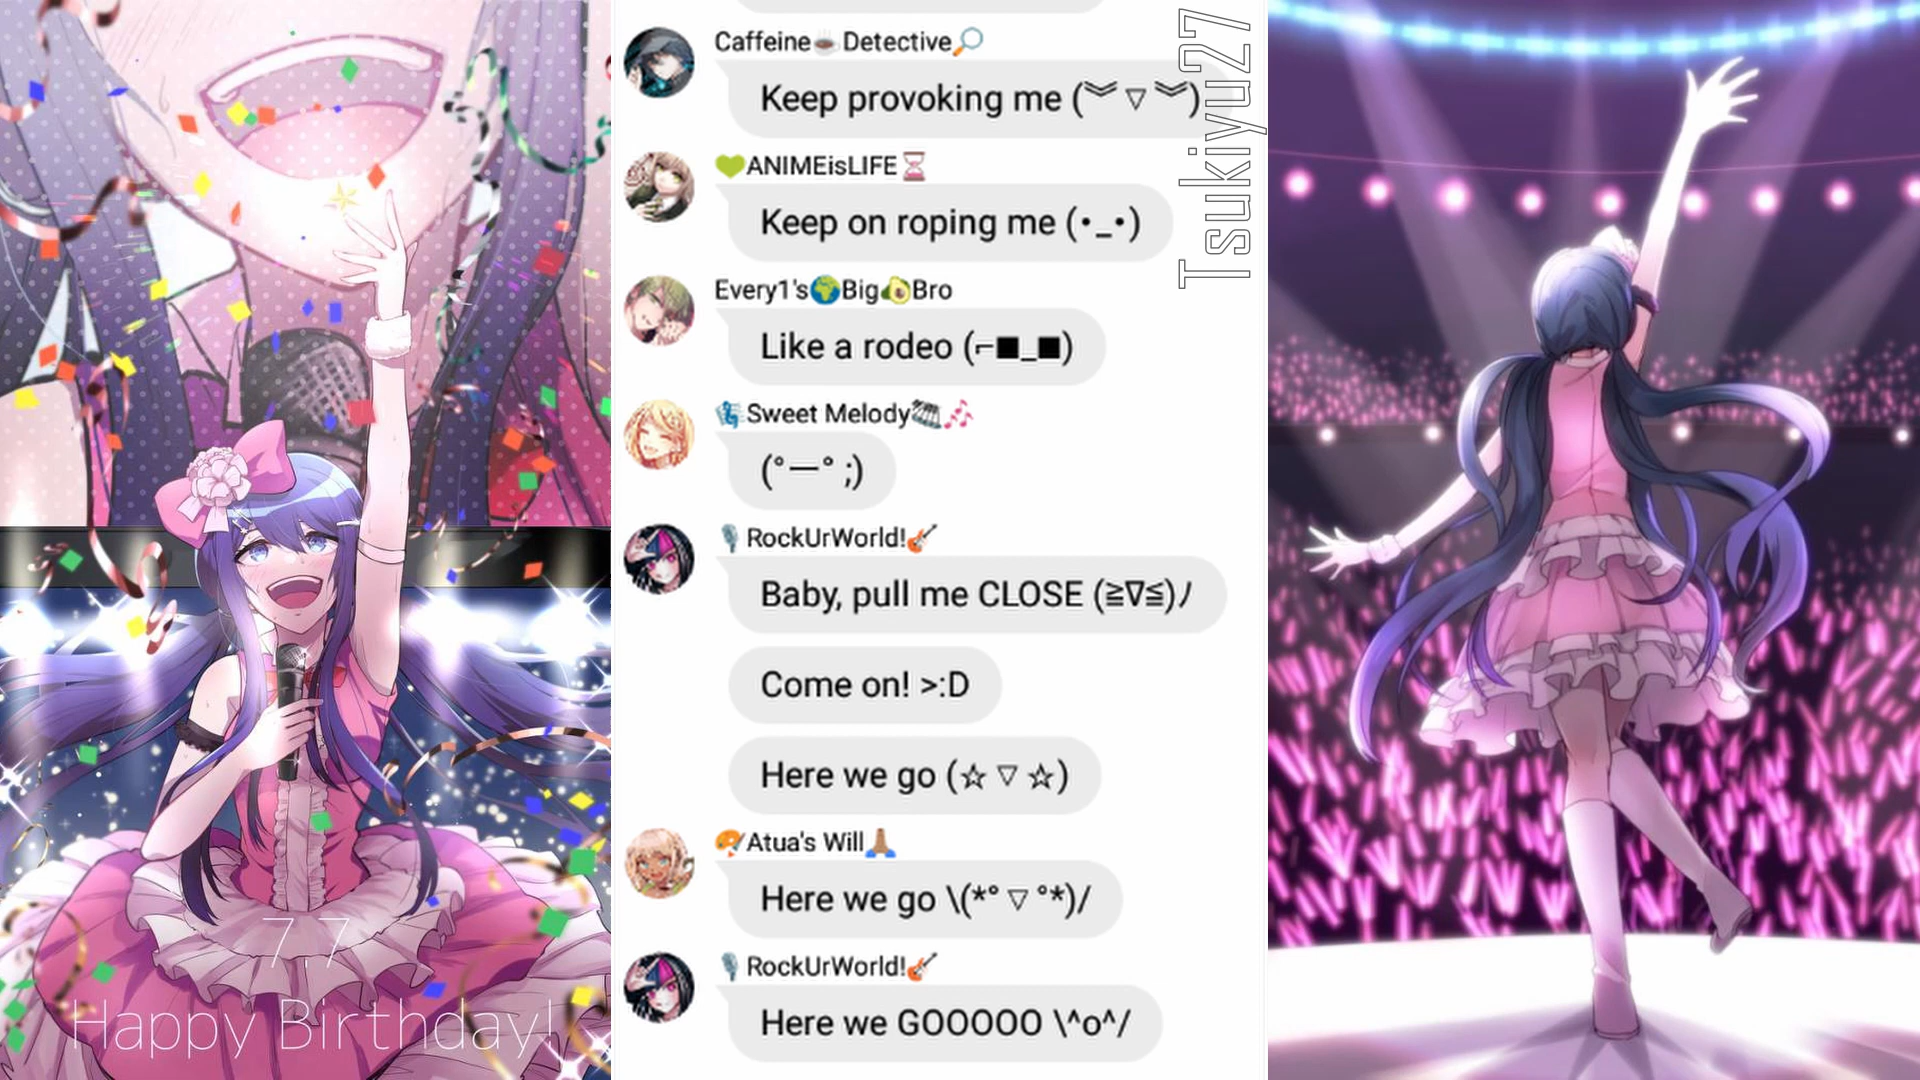 Caffeine☕Detective🔎
Keep provoking me (︾▽︾)
💚ANIMEisLIFE⏳
Keep on roping me (•_•)
Every1's🌍Big🥑Bro
Like a rodeo (⌐■_■)
🎼Sweet Melody🎹🎶
(°ー° ;)
🎙️RockUrWorld!🎸
Baby, pull me CLOSE (≧∇≦)ﾉ
Come on! >:D
Here we go (☆▽☆)
🎨Atua's Will🙏🏽
Here we go \(*°▽°*)/
🎙️RockUrWorld!🎸
Here we GOOOOO \^o^/
Tsukiyu27
7.7
Happy Birthday!